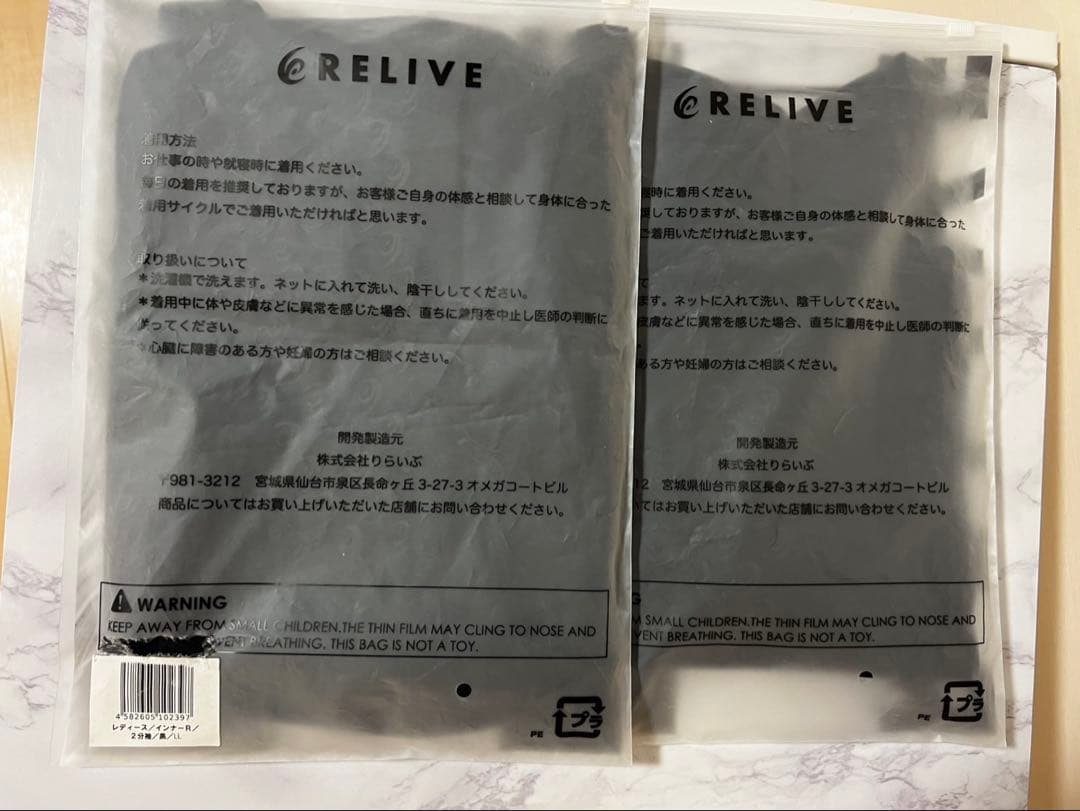 RELIVE
着用方法
お仕事の時や就寝時に着用ください。
毎日の着用を推奨しておりますが、お客様ご自身の体感と相談して身体に合った
着用サイクルでご着用いただければと思います。
取り扱いについて
*洗濯機で洗えます。ネットに入れて洗い、陰干ししてください。
*着用中に体や皮膚などに異常を感じた場合、直ちに着用を中止し医師の判断に
従ってください。
*心臓に障害のある方や妊婦の方はご相談ください。
開発製造元
株式会社りらいぶ
〒981-3212 宮城県仙台市泉区長命ヶ丘3-27-3 オメガコートビル
商品についてはお買い上げいただいた店舗にお問い合わせください。
WARNING
KEEP AWAY FROM SMALL CHILDREN.THE THIN FILM MAY CLING TO NOSE AND
VENT BREATHING. THIS BAG IS NOT A TOY.
4582605102397
レディース/インナーR/
2分袖/黒/LL
PE
プラ
RELIVE
寝時に着用ください。
奨しておりますが、お客様ご自身の体感と相談して身体に合った
ご着用いただければと思います。
て
ます。ネットに入れて洗い、陰干ししてください。
皮膚などに異常を感じた場合、直ちに着用を中止し医師の判断に
ある方や妊婦の方はご相談ください。
開発製造元
株式会社りらいぶ
12 宮城県仙台市泉区長命ヶ丘3-27-3 オメガコートビル
てはお買い上げいただいた店舗にお問い合わせください。
G
M SMALL CHILDREN.THE THIN FILM MAY CLING TO NOSE AND
VENT BREATHING. THIS BAG IS NOT A TOY.
PE
プラ